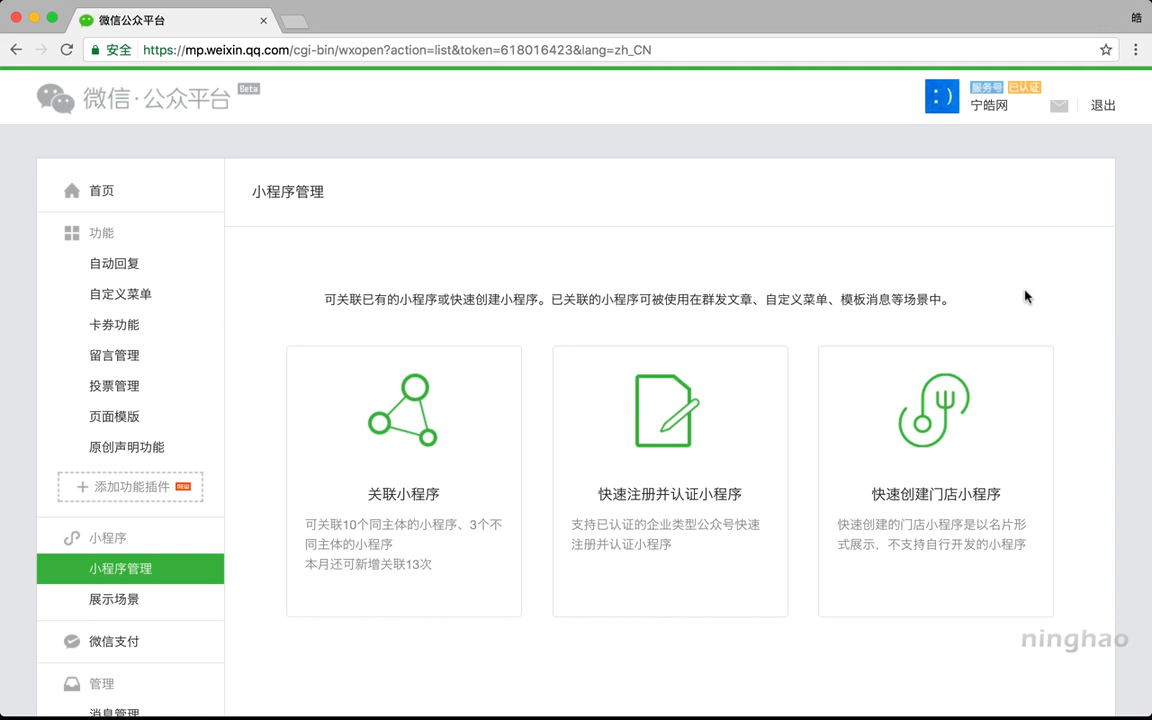 微信公众平台
皓
安全 https://mp.weixin.qq.com/cgi-bin/wxopen?action=list&token=618016423&lang=zh_CN
微信·公众平台 Beta
服务号 已认证
宁皓网
退出
首页
小程序管理
功能
自动回复
自定义菜单
卡券功能
留言管理
投票管理
页面模版
原创声明功能
添加功能插件 NEW
小程序
小程序管理
展示场景
微信支付
管理
消息管理
可关联已有的小程序或快速创建小程序。已关联的小程序可被使用在群发文章、自定义菜单、模板消息等场景中。
关联小程序
可关联10个同主体的小程序、3个不
同主体的小程序
本月还可新增关联13次
快速注册并认证小程序
支持已认证的企业类型公众号快速
注册并认证小程序
快速创建门店小程序
快速创建的门店小程序是以名片形
式展示，不支持自行开发的小程序
ninghao